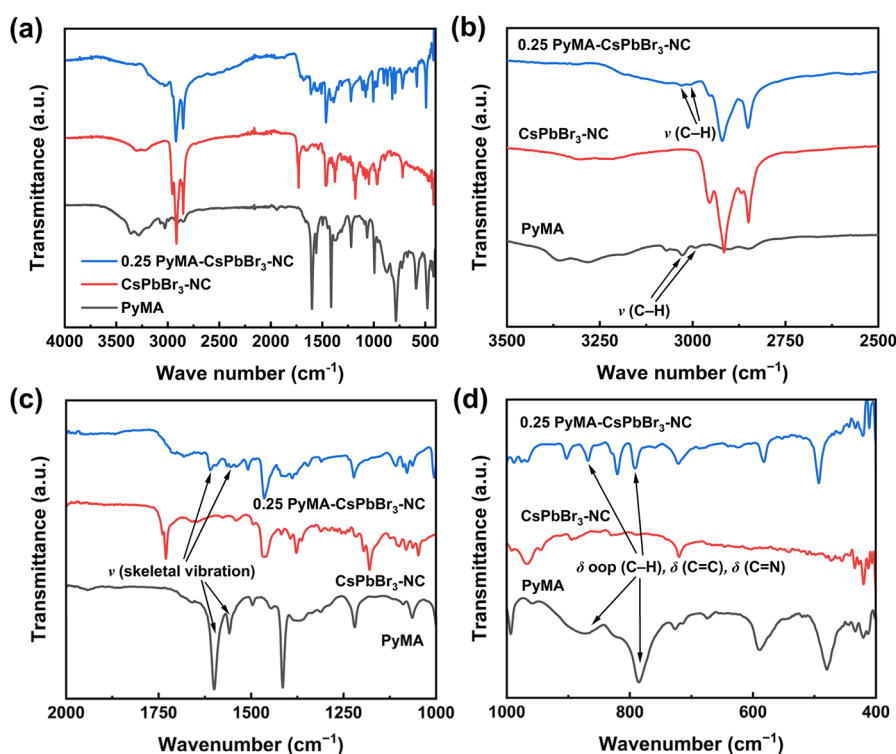 (a)
Transmittance (a.u.)
0.25 PyMA-CsPbBr₃-NC
CsPbBr₃-NC
PyMA
4000 3500 3000 2500 2000 1500 1000 500
Wave number (cm⁻¹)
(b)
Transmittance (a.u.)
0.25 PyMA-CsPbBr₃-NC
ν (C–H)
CsPbBr₃-NC
PyMA
ν (C–H)
3500 3250 3000 2750 2500
Wave number (cm⁻¹)
(c)
Transmittance (a.u.)
0.25 PyMA-CsPbBr₃-NC
ν (skeletal vibration)
CsPbBr₃-NC
PyMA
2000 1750 1500 1250 1000
Wavenumber (cm⁻¹)
(d)
Transmittance (a.u.)
0.25 PyMA-CsPbBr₃-NC
CsPbBr₃-NC
δ oop (C–H), δ (C=C), δ (C=N)
PyMA
1000 800 600 400
Wavenumber (cm⁻¹)